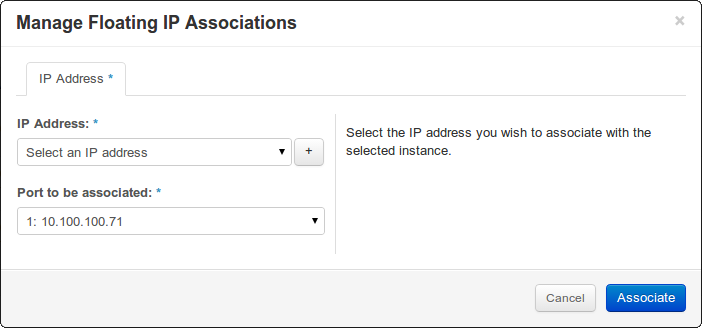 Manage Floating IP Associations
×
IP Address *
IP Address: *
Select an IP address
+
Port to be associated: *
1: 10.100.100.71
Select the IP address you wish to associate with the
selected instance.
Cancel
Associate